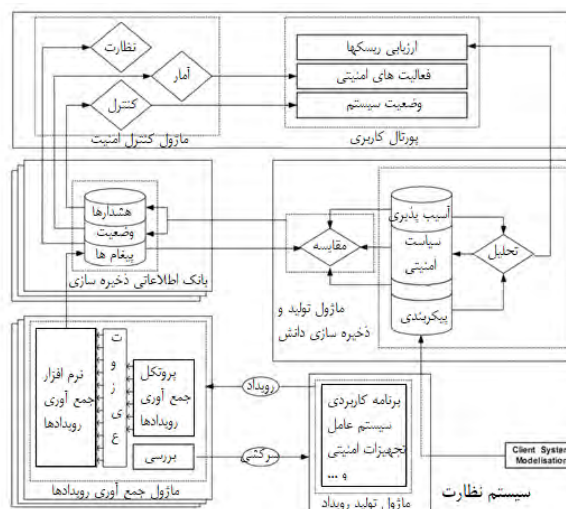 نظارت
آمار
کنترل
ماژول کنترل امنیت
ارزیابی ریسکها
فعالیت های امنیتی
وضعیت سیستم
پورتال کاربری
هشدارها
وضعیت
پیغام ها
بانک اطلاعاتی ذخیره سازی
آسیب پذیری
سیاست
امنیتی
پیکربندی
تحلیل
مقایسه
ماژول تولید و
ذخیره سازی دانش
نرم افزار
جمع آوری
رویدادها
توزیع
پروتکل
جمع آوری
رویدادها
بررسی
ماژول جمع آوری رویدادها
رویداد
سرکشی
برنامه کاربردی
سیستم عامل
تجهیزات امنیتی
و ...
ماژول تولید رویداد
Client System
Modelisation
سیستم نظارت